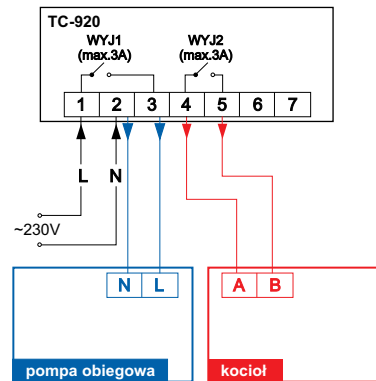 TC-920
WYJ1 WYJ2
(max.3A) (max.3A)
1 2 3 4 5 6 7
L N
~230V
N L A B
pompa obiegowa kocioł